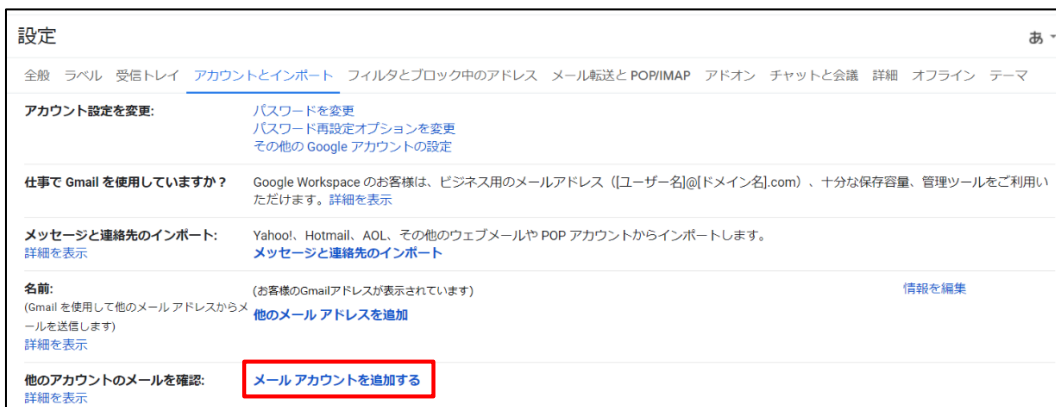 設定
あ
全般 ラベル 受信トレイ アカウントとインポート フィルタとブロック中のアドレス メール転送と POP/IMAP アドオン チャットと会議 詳細 オフライン テーマ
アカウント設定を変更:
パスワードを変更
パスワード再設定オプションを変更
その他の Google アカウントの設定
仕事で Gmail を使用していますか？
Google Workspace のお客様は、ビジネス用のメールアドレス（[ユーザー名]@[ドメイン名].com）、十分な保存容量、管理ツールをご利用い
ただけます。詳細を表示
メッセージと連絡先のインポート:
詳細を表示
Yahoo!、Hotmail、AOL、その他のウェブメールや POP アカウントからインポートします。
メッセージと連絡先のインポート
名前:
(Gmail を使用して他のメール アドレスからメ
ールを送信します)
詳細を表示
(お客様のGmailアドレスが表示されています)
他のメール アドレスを追加
情報を編集
他のアカウントのメールを確認:
詳細を表示
メール アカウントを追加する